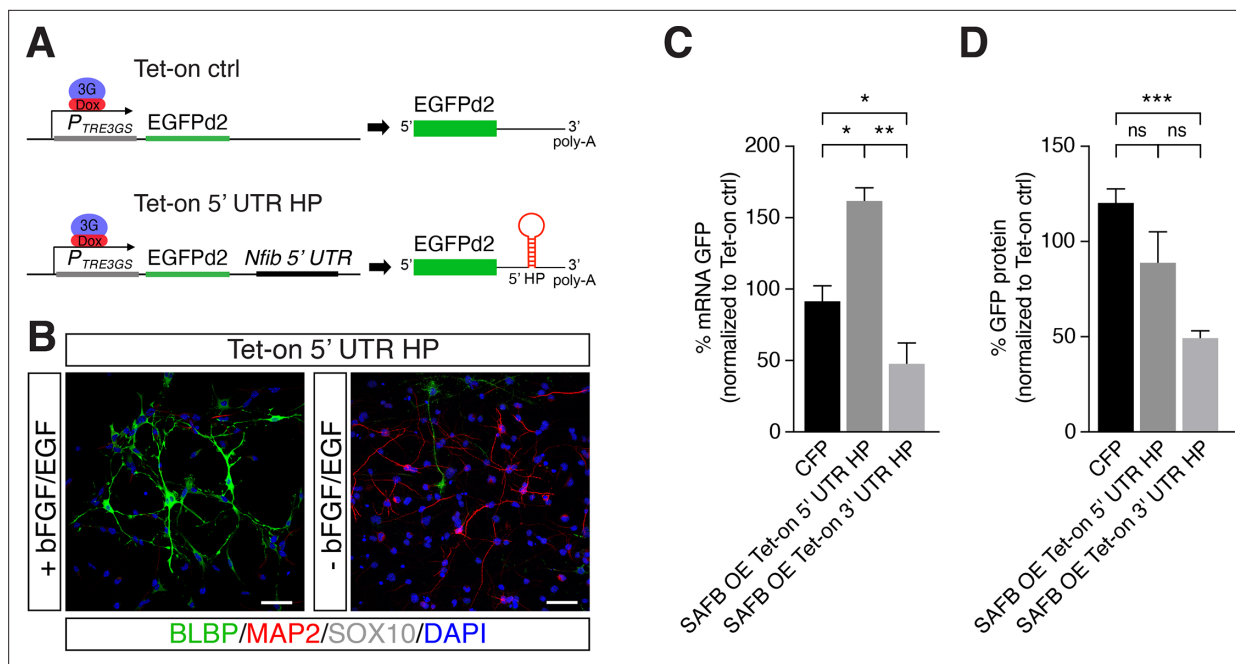 A
Tet-on ctrl
3G
Dox
PTRE3GS
EGFPd2
EGFPd2
5'
3'
poly-A
Tet-on 5' UTR HP
3G
Dox
PTRE3GS
EGFPd2
Nfib 5' UTR
EGFPd2
5'
5' HP
3'
poly-A
B
Tet-on 5' UTR HP
+ bFGF/EGF
- bFGF/EGF
BLBP/MAP2/SOX10/DAPI
C
% mRNA GFP
(normalized to Tet-on ctrl)
200
150
100
50
0
*
*
**
CFP
SAFB OE Tet-on 5' UTR HP
SAFB OE Tet-on 3' UTR HP
D
% GFP protein
(normalized to Tet-on ctrl)
150
100
50
0
***
ns
ns
CFP
SAFB OE Tet-on 5' UTR HP
SAFB OE Tet-on 3' UTR HP